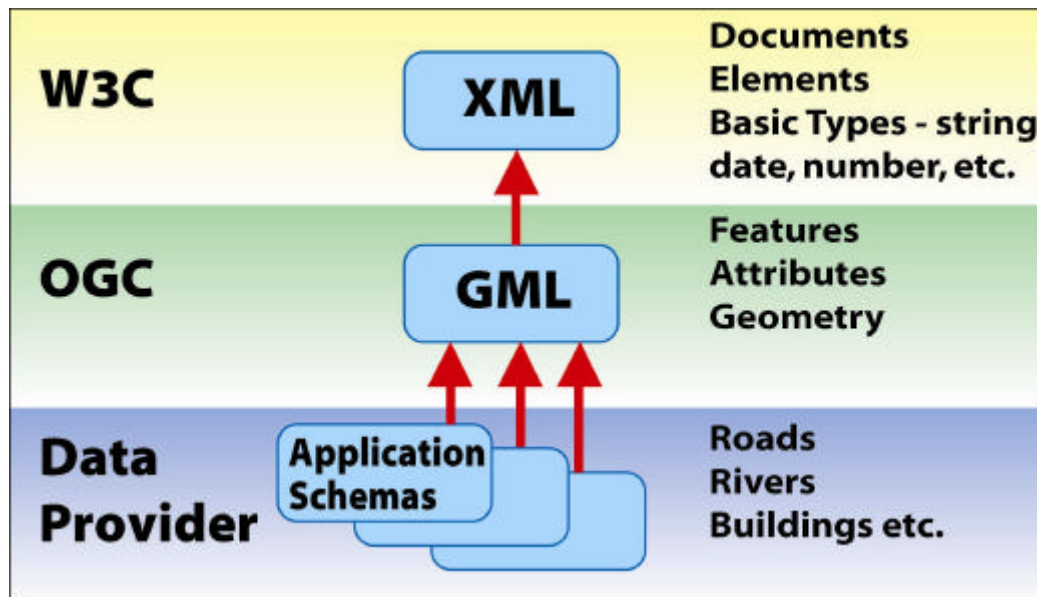 W3C
XML
Documents
Elements
Basic Types - string
date, number, etc.
OGC
GML
Features
Attributes
Geometry
Data
Provider
Application
Schemas
Roads
Rivers
Buildings etc.